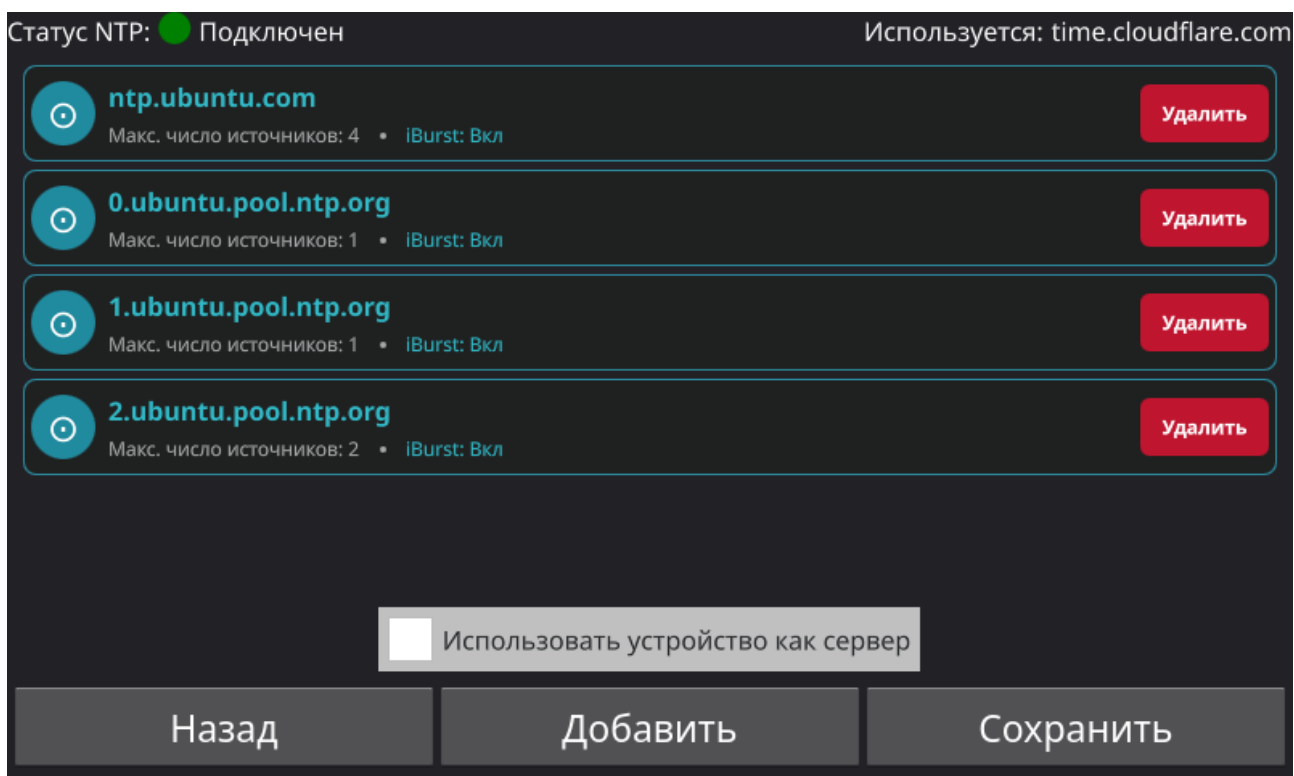 Статус NTP: Подключен
Используется: time.cloudflare.com
ntp.ubuntu.com
Макс. число источников: 4 • iBurst: Вкл
Удалить
0.ubuntu.pool.ntp.org
Макс. число источников: 1 • iBurst: Вкл
Удалить
1.ubuntu.pool.ntp.org
Макс. число источников: 1 • iBurst: Вкл
Удалить
2.ubuntu.pool.ntp.org
Макс. число источников: 2 • iBurst: Вкл
Удалить
Использовать устройство как сервер
Назад
Добавить
Сохранить